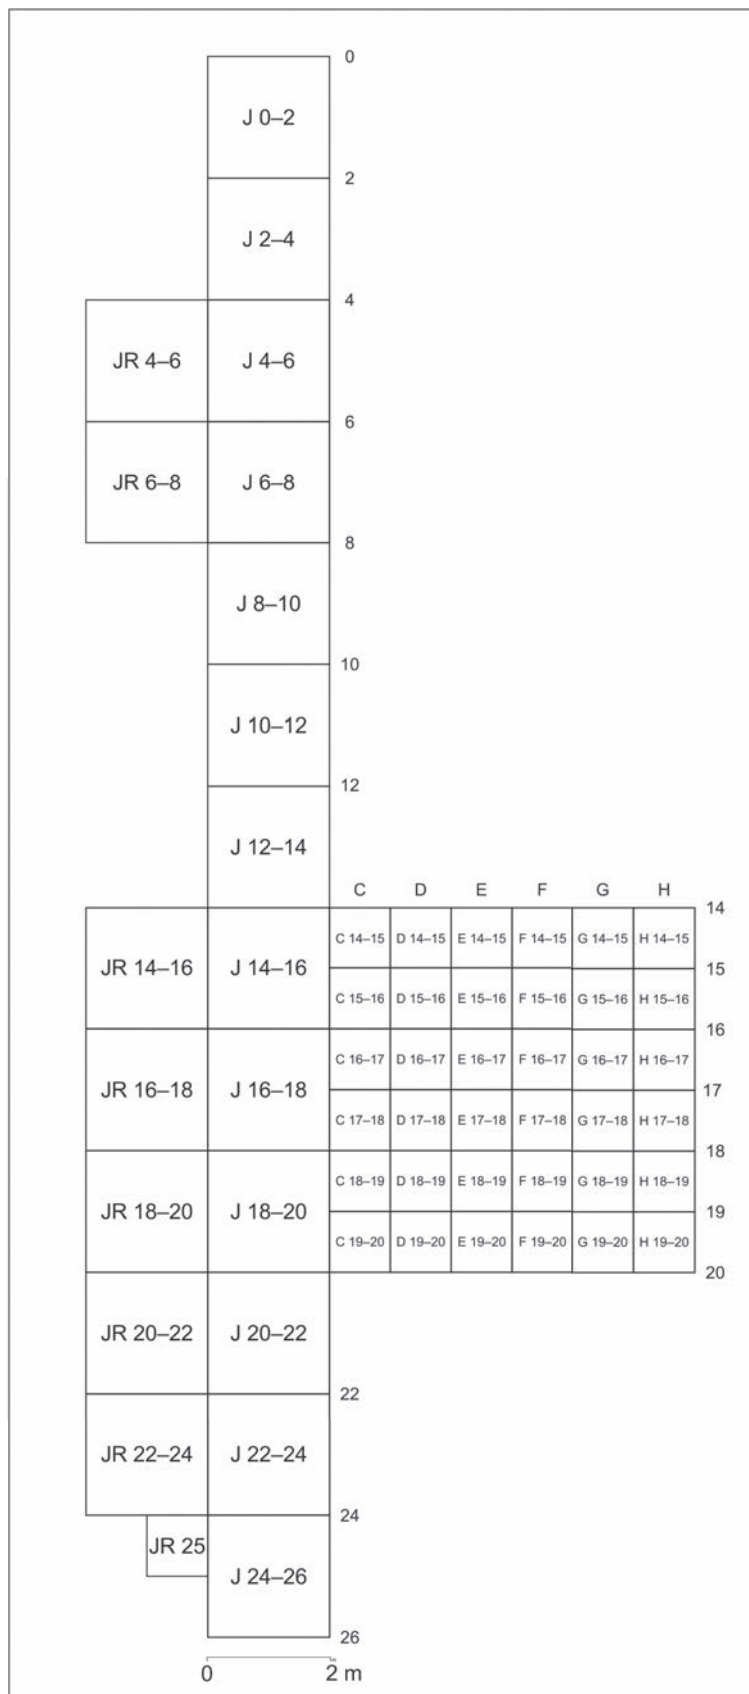 0
J 0–2
2
J 2–4
4
JR 4–6 J 4–6
6
JR 6–8 J 6–8
8
J 8–10
10
J 10–12
12
J 12–14
C D E F G H
14
C 14–15 D 14–15 E 14–15 F 14–15 G 14–15 H 14–15
JR 14–16 J 14–16
15
C 15–16 D 15–16 E 15–16 F 15–16 G 15–16 H 15–16
16
C 16–17 D 16–17 E 16–17 F 16–17 G 16–17 H 16–17
JR 16–18 J 16–18
17
C 17–18 D 17–18 E 17–18 F 17–18 G 17–18 H 17–18
18
C 18–19 D 18–19 E 18–19 F 18–19 G 18–19 H 18–19
JR 18–20 J 18–20
19
C 19–20 D 19–20 E 19–20 F 19–20 G 19–20 H 19–20
20
JR 20–22 J 20–22
22
JR 22–24 J 22–24
24
JR 25
J 24–26
26
0 2 m